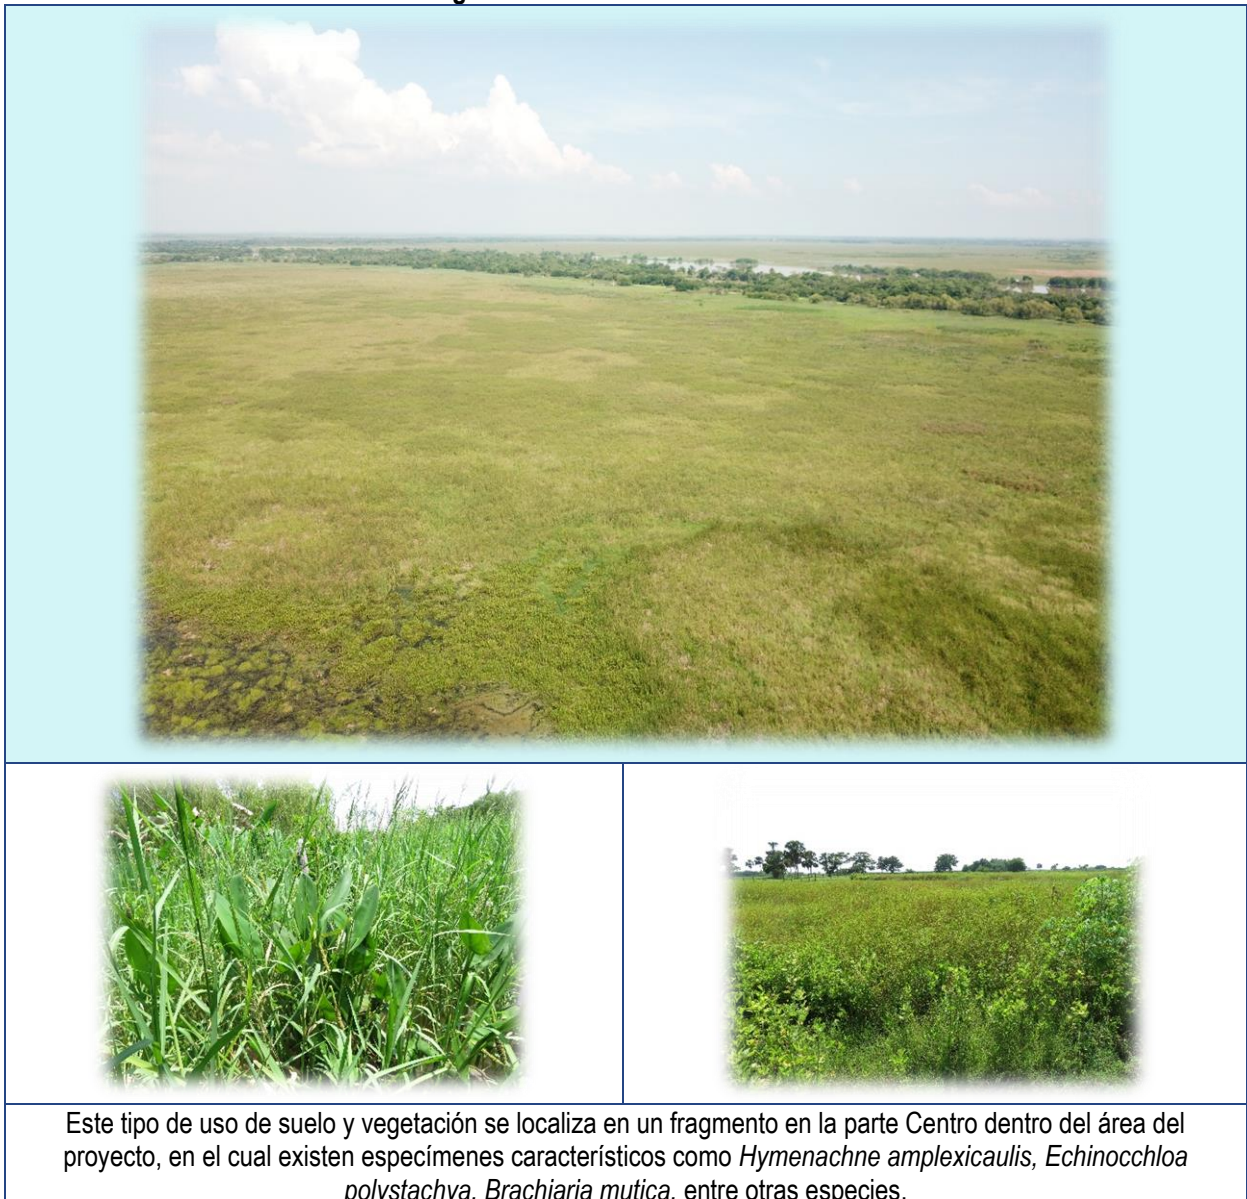 Este tipo de uso de suelo y vegetación se localiza en un fragmento en la parte Centro dentro del área del
proyecto, en el cual existen especímenes característicos como Hymenachne amplexicaulis, Echinocchloa
polystachya, Brachiaria mutica, entre otras especies.